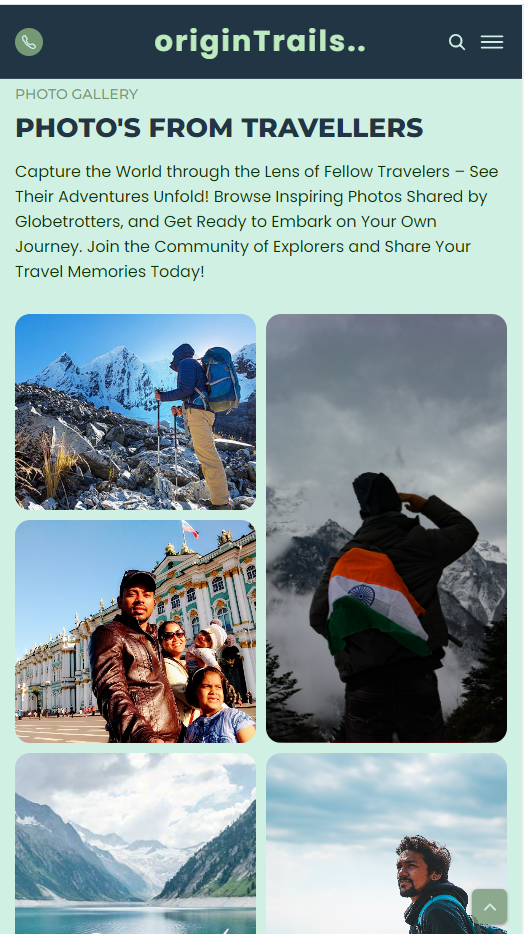 originTrails..
PHOTO GALLERY
PHOTO'S FROM TRAVELLERS
Capture the World through the Lens of Fellow Travelers – See
Their Adventures Unfold! Browse Inspiring Photos Shared by
Globetrotters, and Get Ready to Embark on Your Own
Journey. Join the Community of Explorers and Share Your
Travel Memories Today!